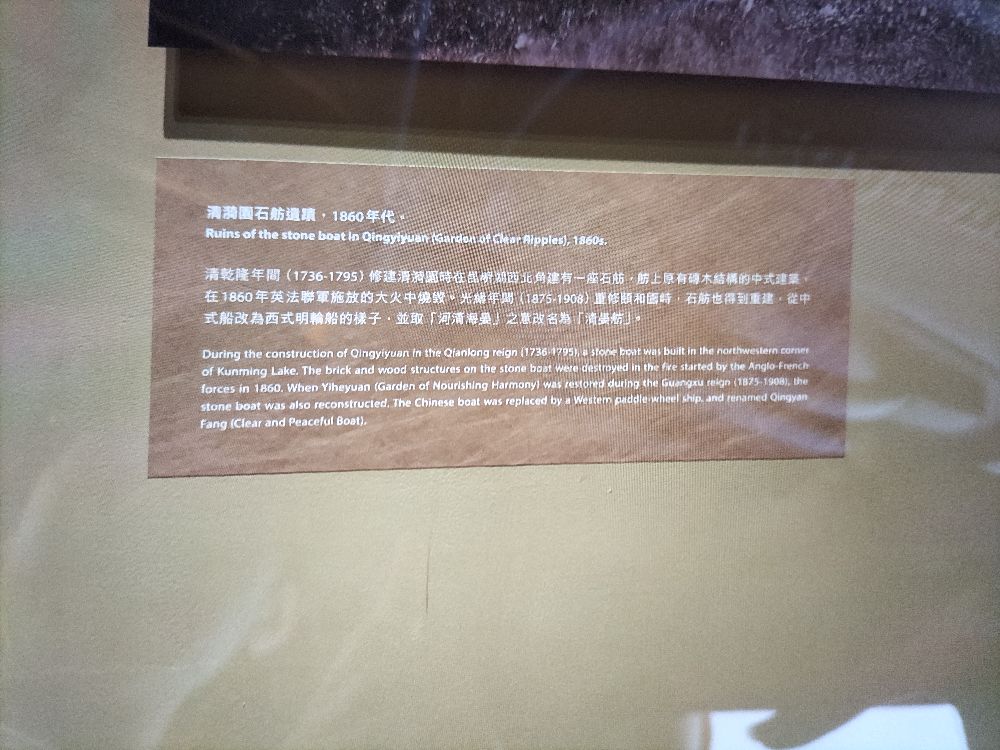 清漪園石舫遺蹟，1860年代。
Ruins of the stone boat in Qingyiyuan (Garden of Clear Ripples), 1860s.
清乾隆年間（1736-1795）修建清漪園時在昆明湖西北角建有一座石舫，舫上原有磚木結構的中式建築，
在1860年英法聯軍施放的大火中燒毀。光緒年間（1875-1908）重修頤和園時，石舫也得到重建，從中
式船改為西式明輪船的樣子，並取「河清海晏」之意改名為「清晏舫」。
During the construction of Qingyiyuan in the Qianlong reign (1736-1795), a stone boat was built in the northwestern corner
of Kunming Lake. The brick and wood structures on the stone boat were destroyed in the fire started by the Anglo-French
forces in 1860. When Yiheyuan (Garden of Nourishing Harmony) was restored during the Guangxu reign (1875-1908), the
stone boat was also reconstructed. The Chinese boat was replaced by a Western paddle-wheel ship, and renamed Qingyan
Fang (Clear and Peaceful Boat).